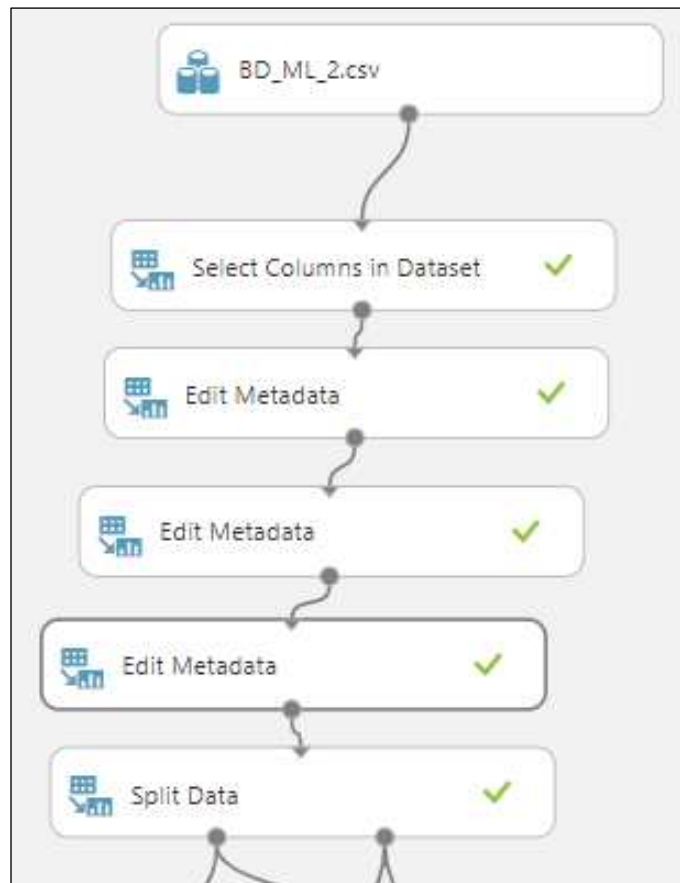 BD_ML_2.csv
Select Columns in Dataset
Edit Metadata
Edit Metadata
Edit Metadata
Split Data